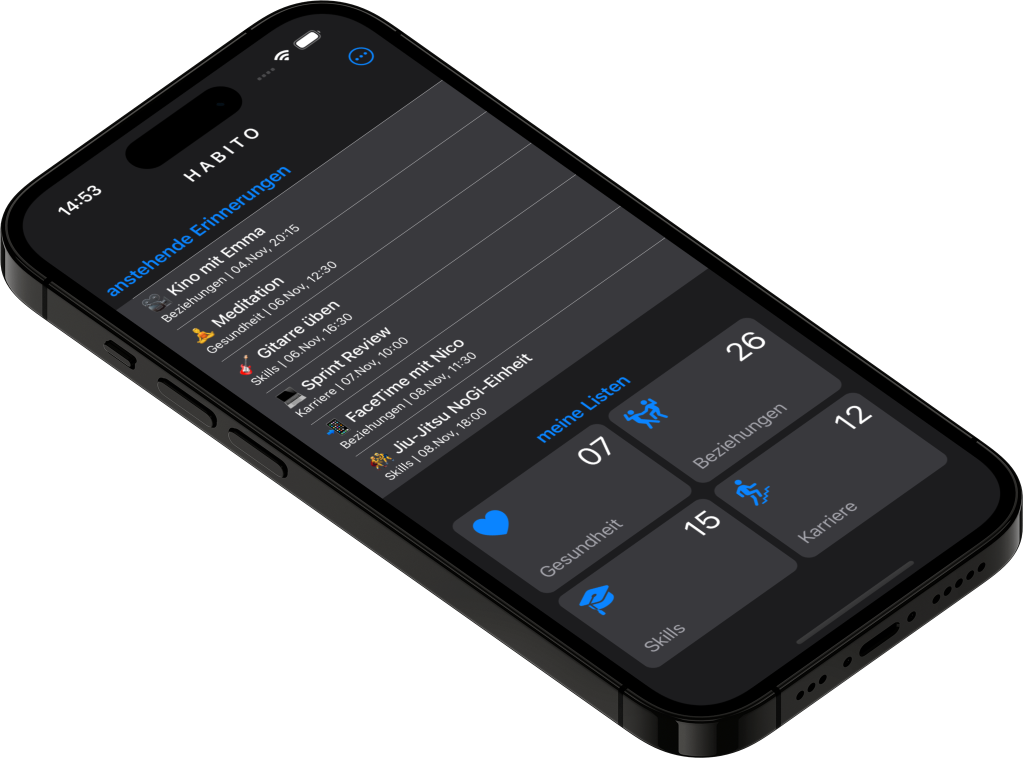 14:53
HABITO
anstehende Erinnerungen
Kino mit Emma
Beziehungen | 04.Nov, 20:15
Meditation
Gesundheit | 06.Nov, 12:30
Gitarre üben
Skills | 06.Nov, 16:30
Sprint Review
Karriere | 07.Nov, 10:00
FaceTime mit Nico
Beziehungen | 08.Nov, 11:30
Jiu-Jitsu NoGi-Einheit
Skills | 08.Nov, 18:00
meine Listen
07
Gesundheit
26
Beziehungen
15
Skills
12
Karriere